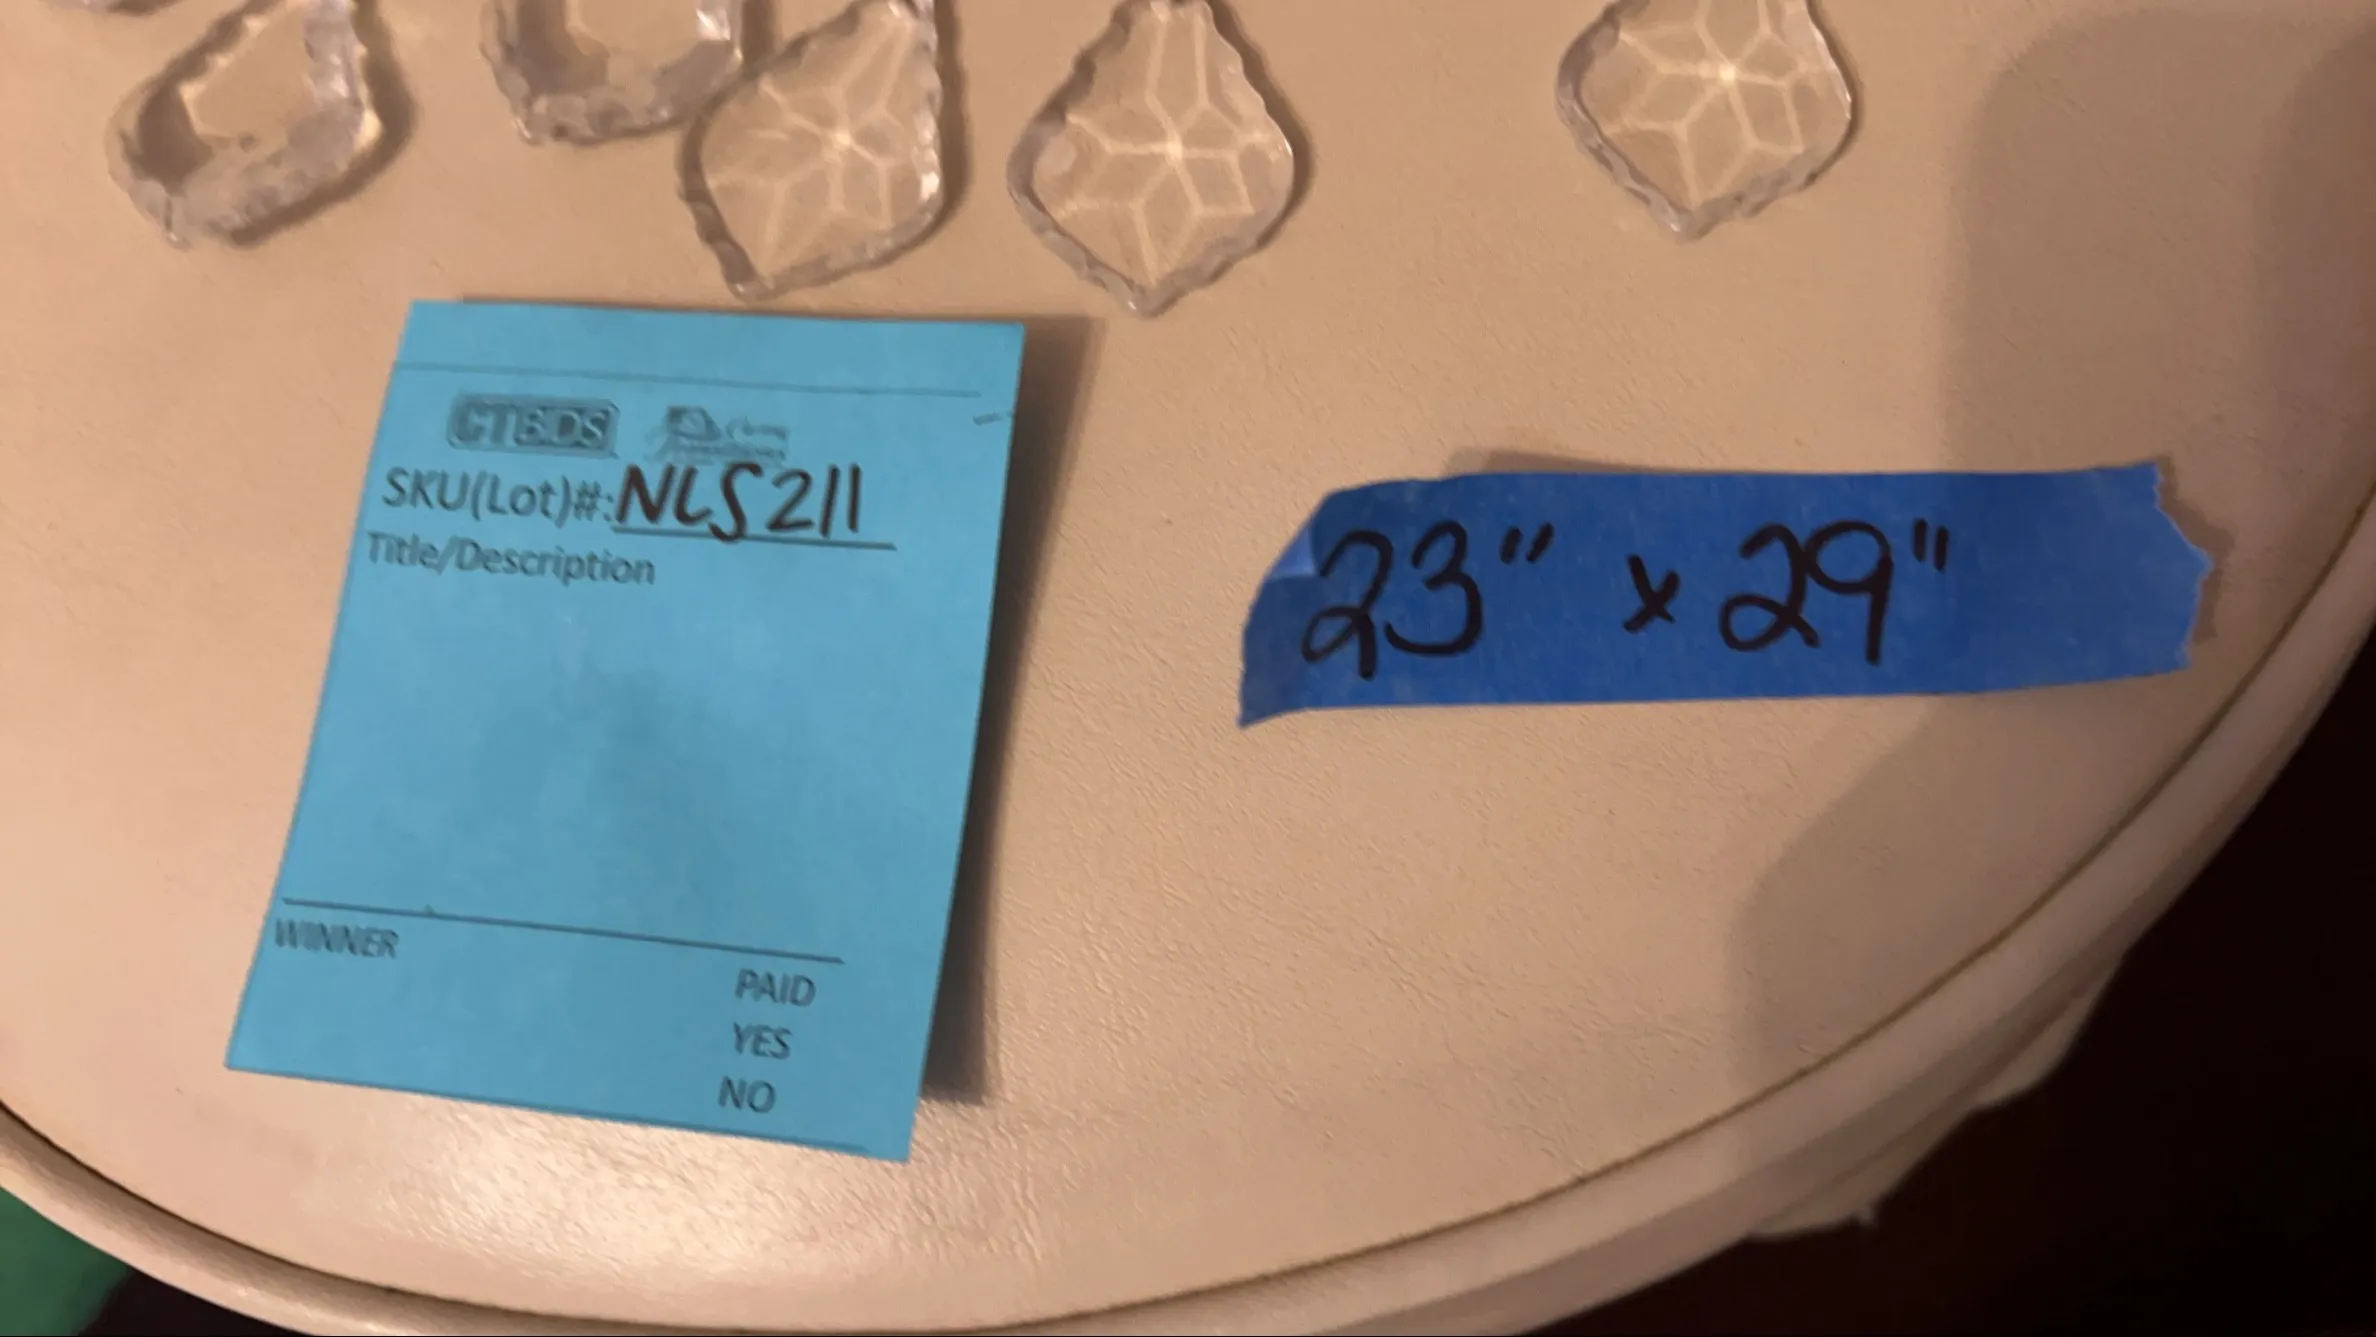 CTBIDS
SKU(Lot)#: NLS211
Title/Description
WINNER
PAID
YES
NO
23" x 29"